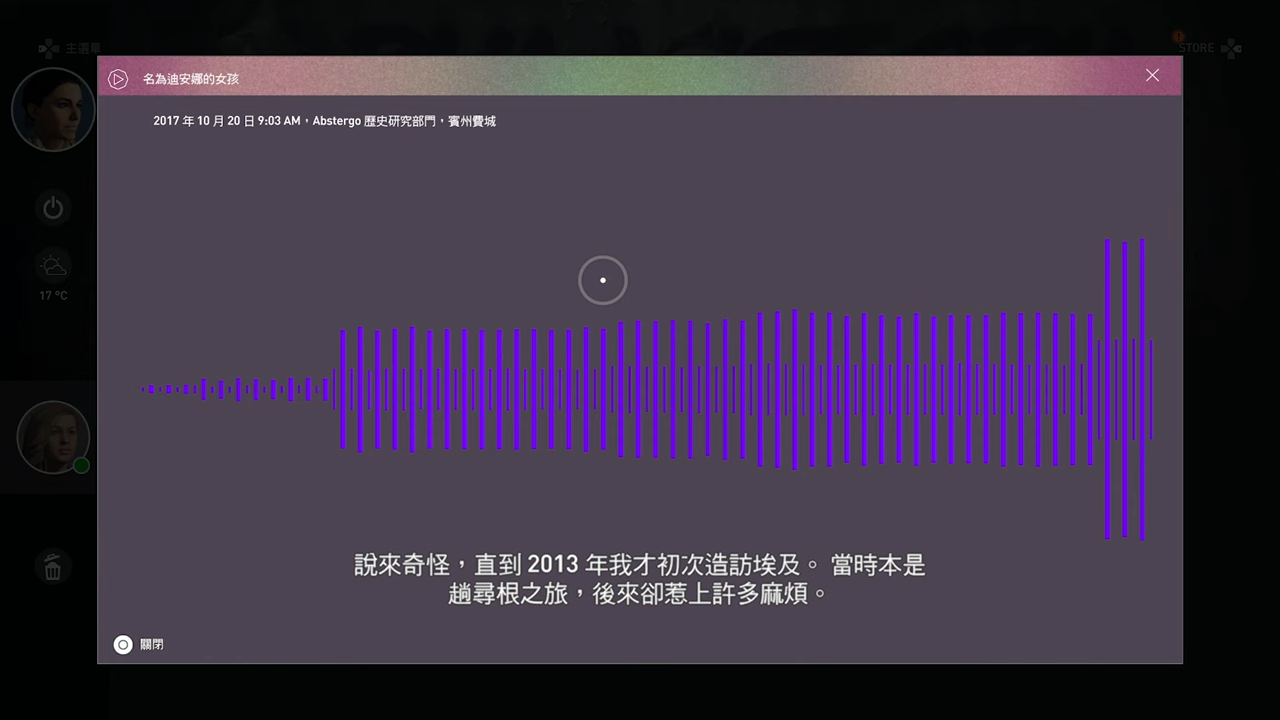 主選單
STORE
名為迪安娜的女孩
2017 年 10 月 20 日 9:03 AM，Abstergo 歷史研究部門，賓州費城
17 °C
說來奇怪，直到 2013 年我才初次造訪埃及。 當時本是
趟尋根之旅，後來卻惹上許多麻煩。
關閉